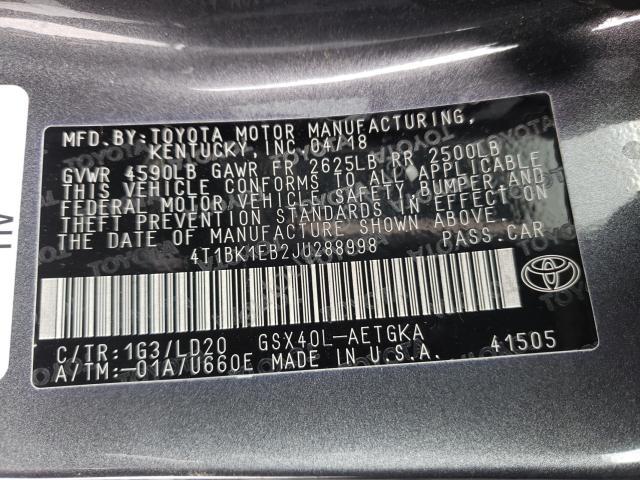 MFD. BY: TOYOTA MOTOR MANUFACTURING,
KENTUCKY, INC. 04/18
GVWR 4590LB GAWR FR 2625LB RR 2500LB
THIS VEHICLE CONFORMS TO ALL APPLICABLE
FEDERAL MOTOR VEHICLE SAFETY, BUMPER, AND
THEFT PREVENTION STANDARDS IN EFFECT ON
THE DATE OF MANUFACTURE SHOWN ABOVE.
4T1BK1EB2JU288998 PASS. CAR
C/TR: 1G3/LD20 GSX40L-AETGKA
A/TM: -01A/U660E MADE IN U.S.A. 41505